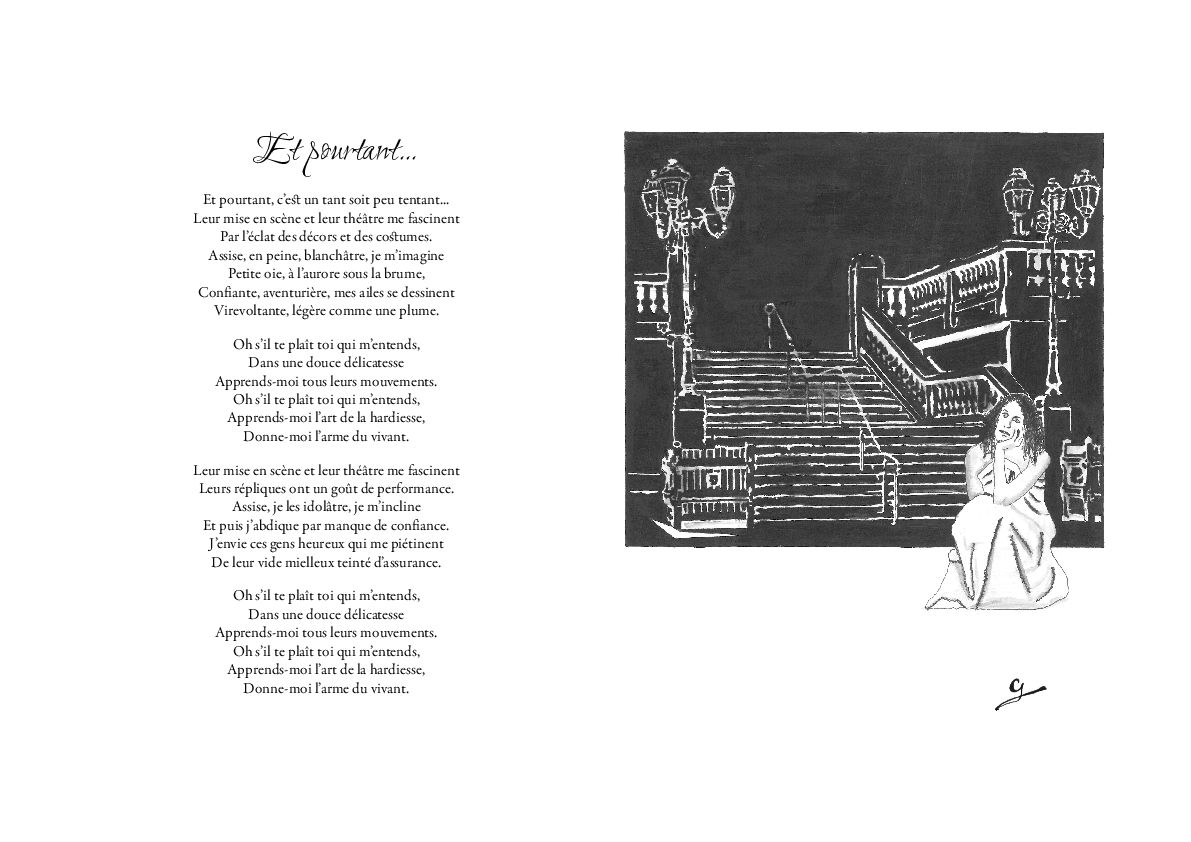 Et pourtant...
Et pourtant, c'est un tant soit peu tentant...
Leur mise en scène et leur théâtre me fascinent
Par l'éclat des décors et des costumes.
Assise, en peine, blanchâtre, je m'imagine
Petite oie, à l'aurore sous la brume,
Confiante, aventurière, mes ailes se dessinent
Virevoltante, légère comme une plume.
Oh s'il te plaît toi qui m'entends,
Dans une douce délicatesse
Apprends-moi tous leurs mouvements.
Oh s'il te plaît toi qui m'entends,
Apprends-moi l'art de la hardiesse,
Donne-moi l'arme du vivant.
Leur mise en scène et leur théâtre me fascinent
Leurs répliques ont un goût de performance.
Assise, je les idolâtre, je m'incline
Et puis j'abdique par manque de confiance.
J'envie ces gens heureux qui me piétinent
De leur vide mielleux teinté d'assurance.
Oh s'il te plaît toi qui m'entends,
Dans une douce délicatesse
Apprends-moi tous leurs mouvements.
Oh s'il te plaît toi qui m'entends,
Apprends-moi l'art de la hardiesse,
Donne-moi l'arme du vivant.